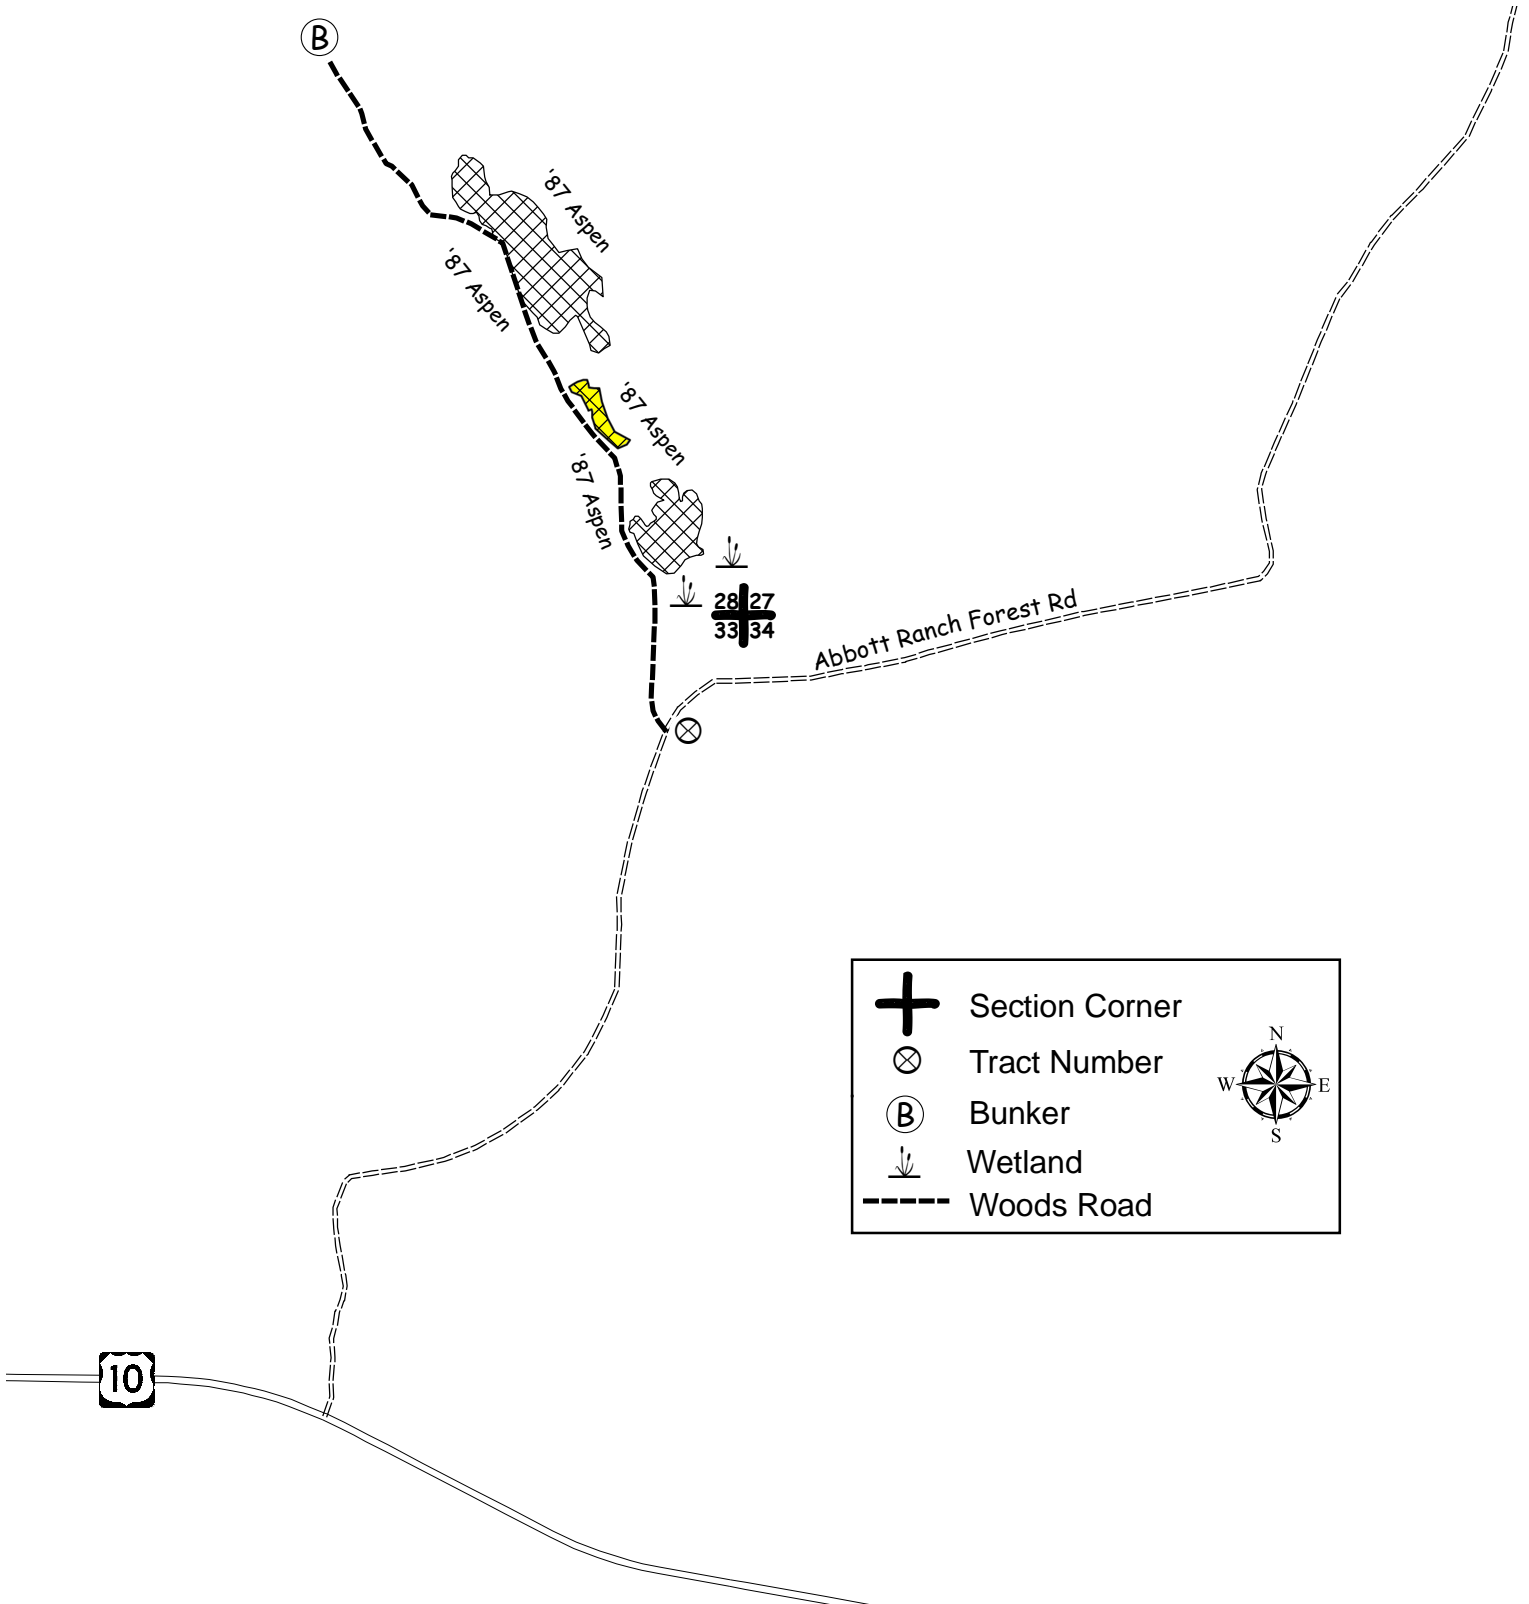 B
'87 Aspen
'87 Aspen
'87 Aspen
'87 Aspen
28 27
33 34
Abbott Ranch Forest Rd
Section Corner
Tract Number
B Bunker
Wetland
Woods Road
N
W E
S
10